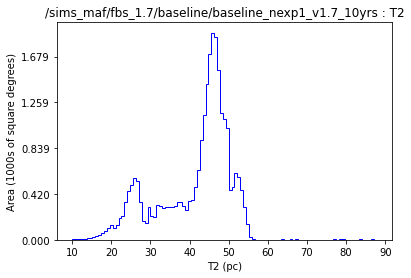 /sims_maf/fbs_1.7/baseline/baseline_nexp1_v1.7_10yrs : T2
Area (1000s of square degrees)
1.679
1.259
0.839
0.420
0.000
10 20 30 40 50 60 70 80 90
T2 (pc)